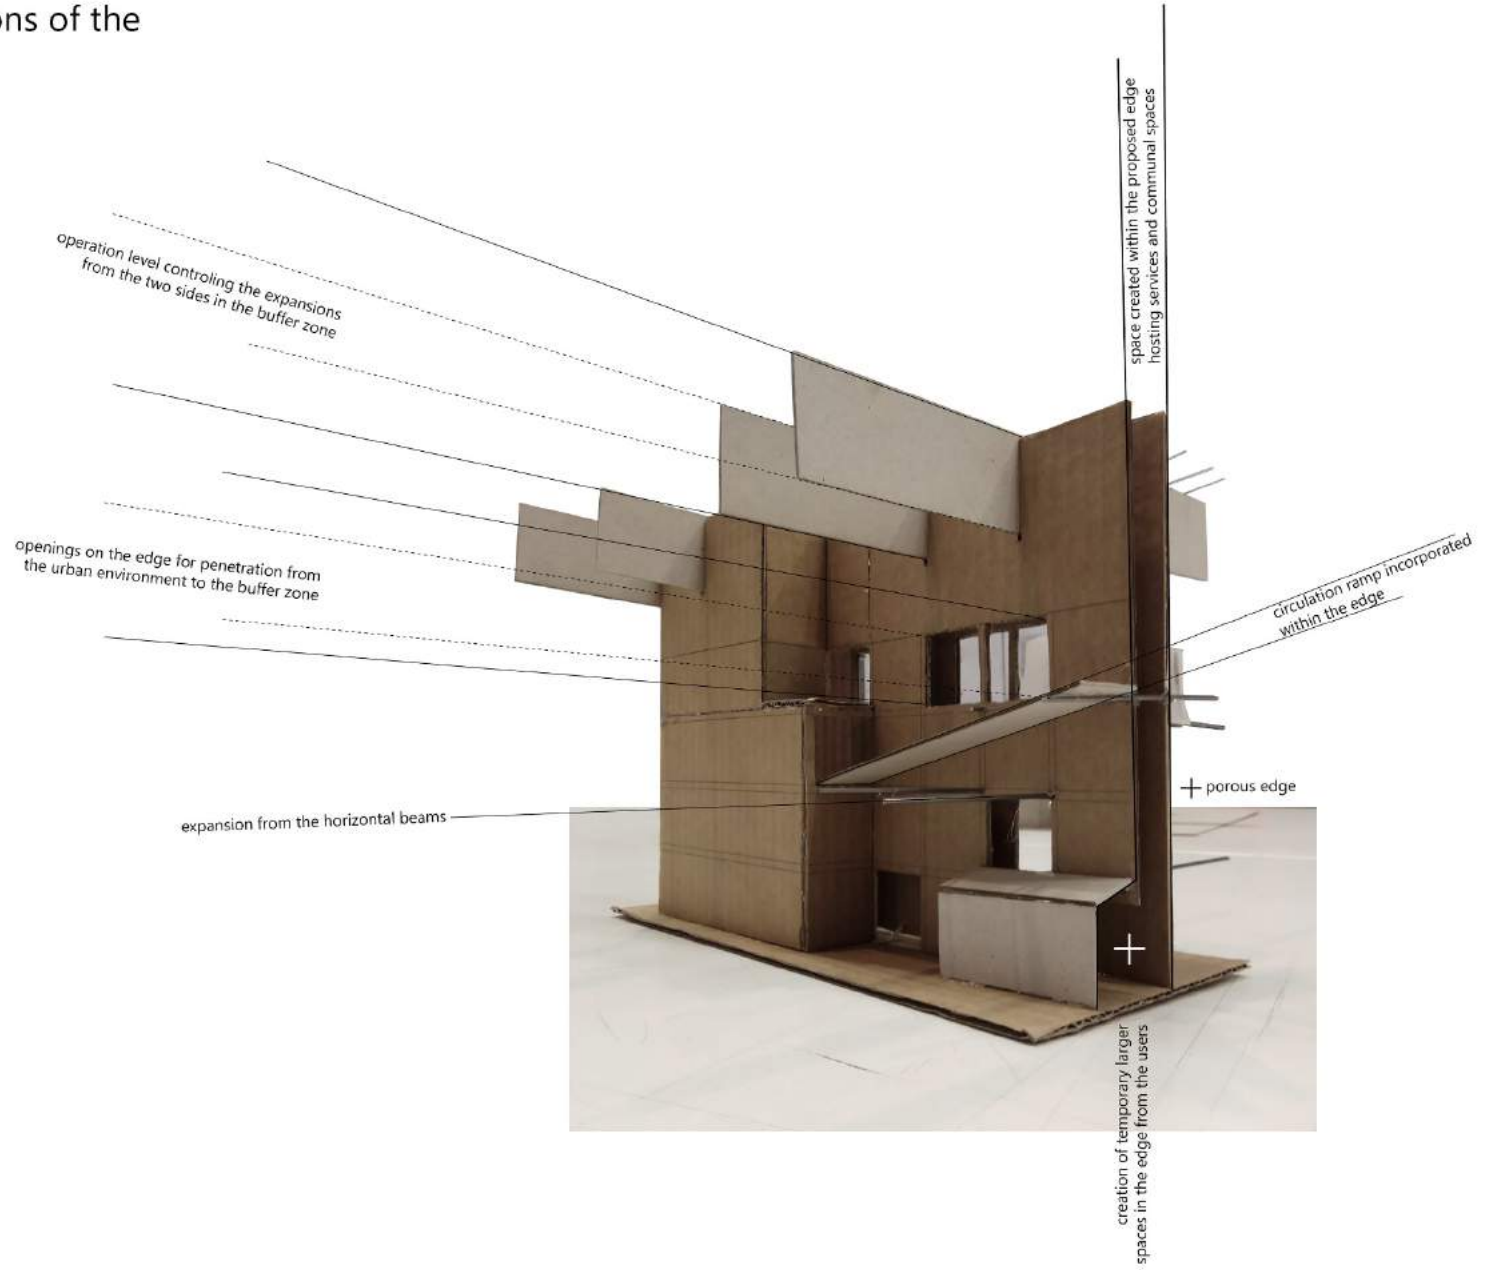 ons of the
space created within the proposed edge
hosting services and communal spaces
operation level controling the expansions
from the two sides in the buffer zone
openings on the edge for penetration from
the urban environment to the buffer zone
circulation ramp incorporated
within the edge
porous edge
expansion from the horizontal beams
creation of temporary larger
spaces in the edge from the users